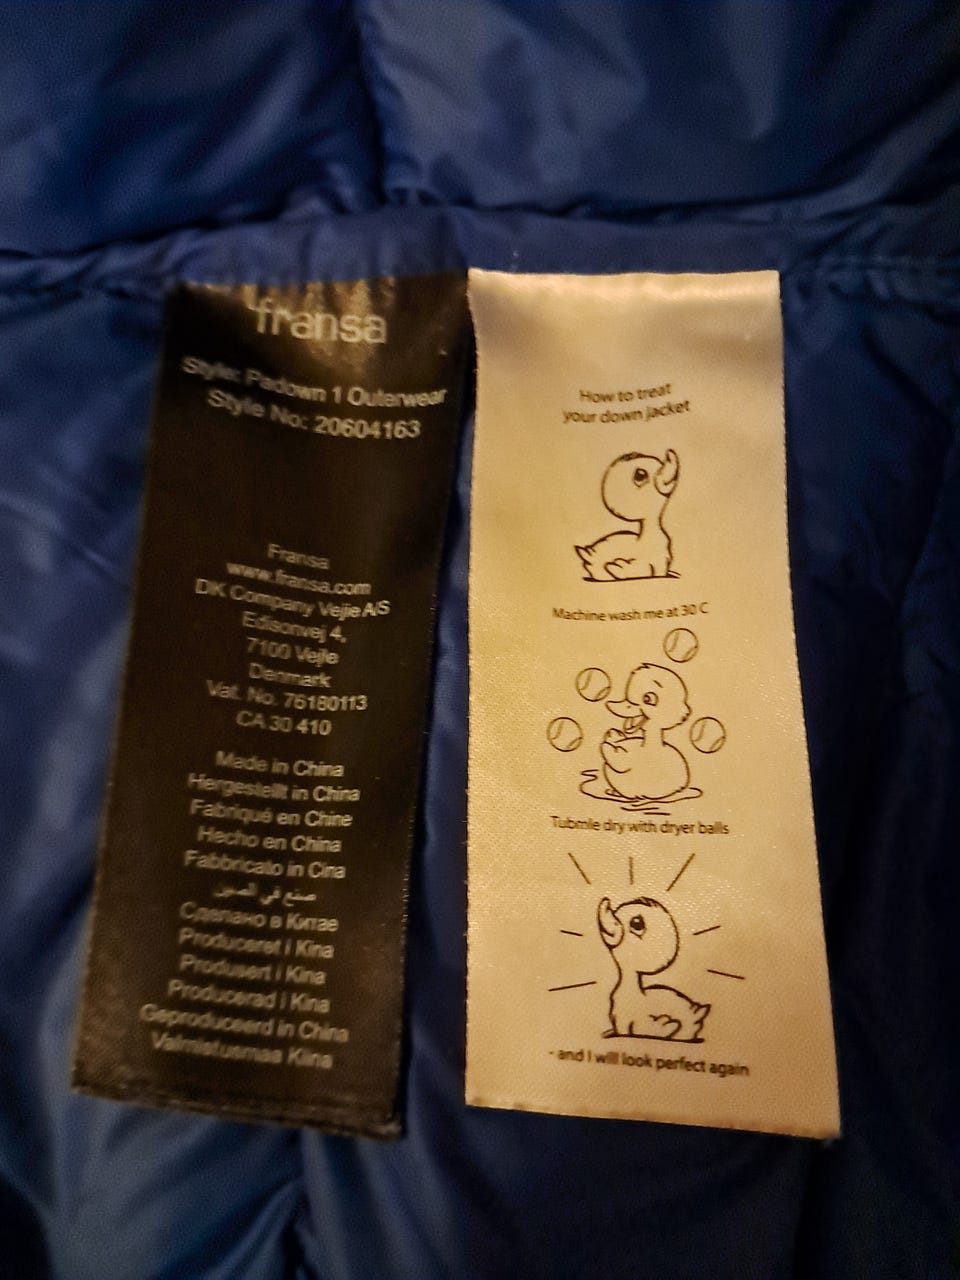 fransa
Style: Padown 1 Outerwear
Style No: 20604163
Fransa
www.fransa.com
DK Company Vejle A/S
Edisonvej 4,
7100 Vejle
Denmark
Vat. No. 76180113
CA 30 410
Made in China
Hergestellt in China
Fabriqué en Chine
Hecho en China
Fabbricato in Cina
صنع في الصين
Сделано в Китае
Produceret i Kina
Produsert i Kina
Producerad i Kina
Geproduceerd in China
Valmistusmaa Kiina
How to treat
your down jacket
Machine wash me at 30 C
Tubmle dry with dryer balls
- and I will look perfect again